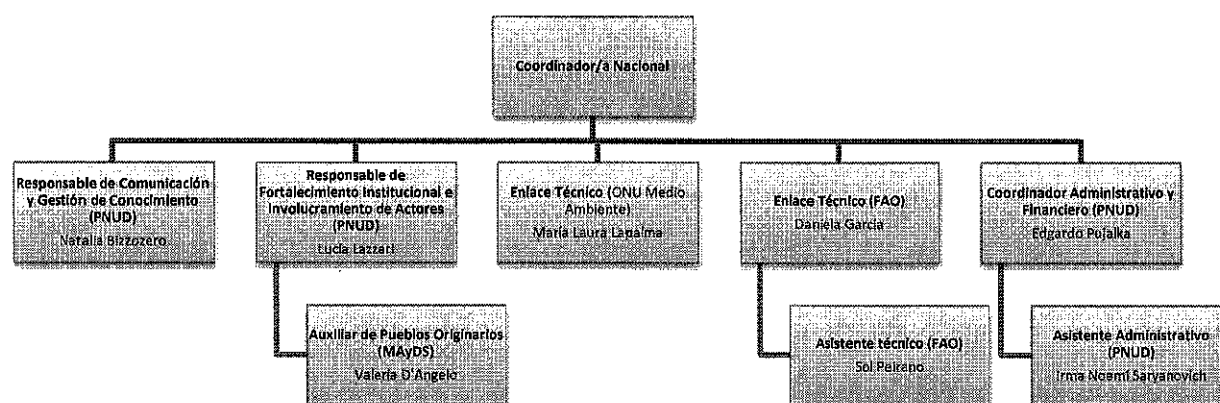 Coordinador/a Nacional
Responsable de Comunicación
y Gestión de Conocimiento
(PNUD)
Natalia Bizzozero
Responsable de
Fortalecimiento Institucional e
Involucramiento de Actores
(PNUD)
Lucía Lazzari
Enlace Técnico (ONU Medio
Ambiente)
María Laura Lapalma
Enlace Técnico (FAO)
Daniela García
Coordinador Administrativo y
Financiero (PNUD)
Edgardo Pujalka
Auxiliar de Pueblos Originarios
(MAyDS)
Valeria D'Angelo
Asistente técnico (FAO)
Sol Peirano
Asistente Administrativo
(PNUD)
Irma Noemí Saryanovich